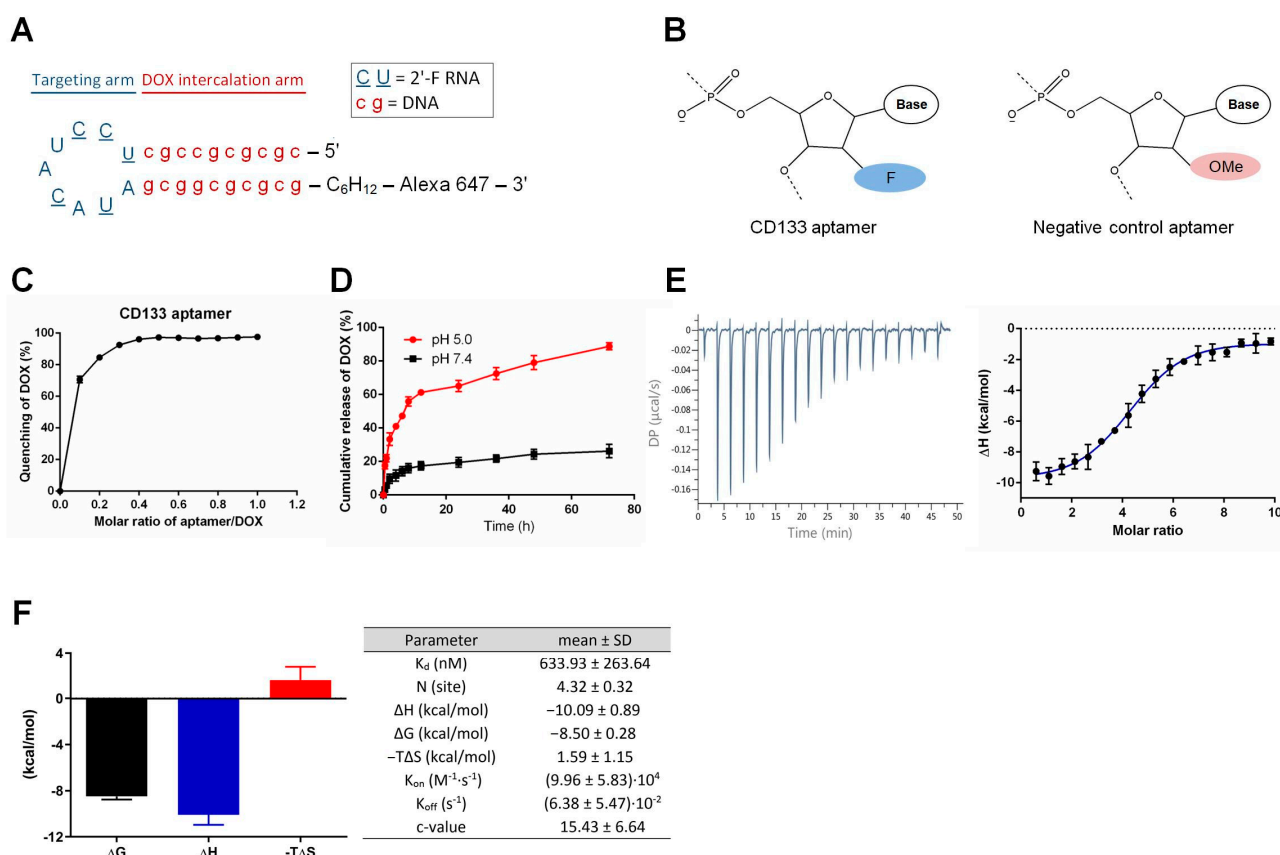 A
Targeting arm DOX intercalation arm
C U = 2'-F RNA
c g = DNA
U C C U c g c c g c g c g c – 5'
A
C A U A g c g g c g c g c g – C6H12 – Alexa 647 – 3'
B
O
P
O
O
O
O
Base
F
CD133 aptamer
O
P
O
O
O
O
Base
OMe
Negative control aptamer
C
CD133 aptamer
Quenching of DOX (%)
100
80
60
40
20
0
0.0 0.2 0.4 0.6 0.8 1.0 1.2
Molar ratio of aptamer/DOX
D
Cumulative release of DOX (%)
100
80
60
40
20
0
pH 5.0
pH 7.4
0 20 40 60 80
Time (h)
E
DP (µcal/s)
0
-0.02
-0.04
-0.06
-0.08
-0.1
-0.12
-0.14
-0.16
0 5 10 15 20 25 30 35 40 45 50
Time (min)
ΔH (kcal/mol)
0
-2
-4
-6
-8
-10
0 2 4 6 8 10
Molar ratio
F
(kcal/mol)
4
0
-4
-8
-12
ΔG ΔH -TΔS
Parameter mean ± SD
Kd (nM) 633.93 ± 263.64
N (site) 4.32 ± 0.32
ΔH (kcal/mol) −10.09 ± 0.89
ΔG (kcal/mol) −8.50 ± 0.28
−TΔS (kcal/mol) 1.59 ± 1.15
Kon (M-1·s-1) (9.96 ± 5.83)·10⁴
Koff (s-1) (6.38 ± 5.47)·10-2
c-value 15.43 ± 6.64